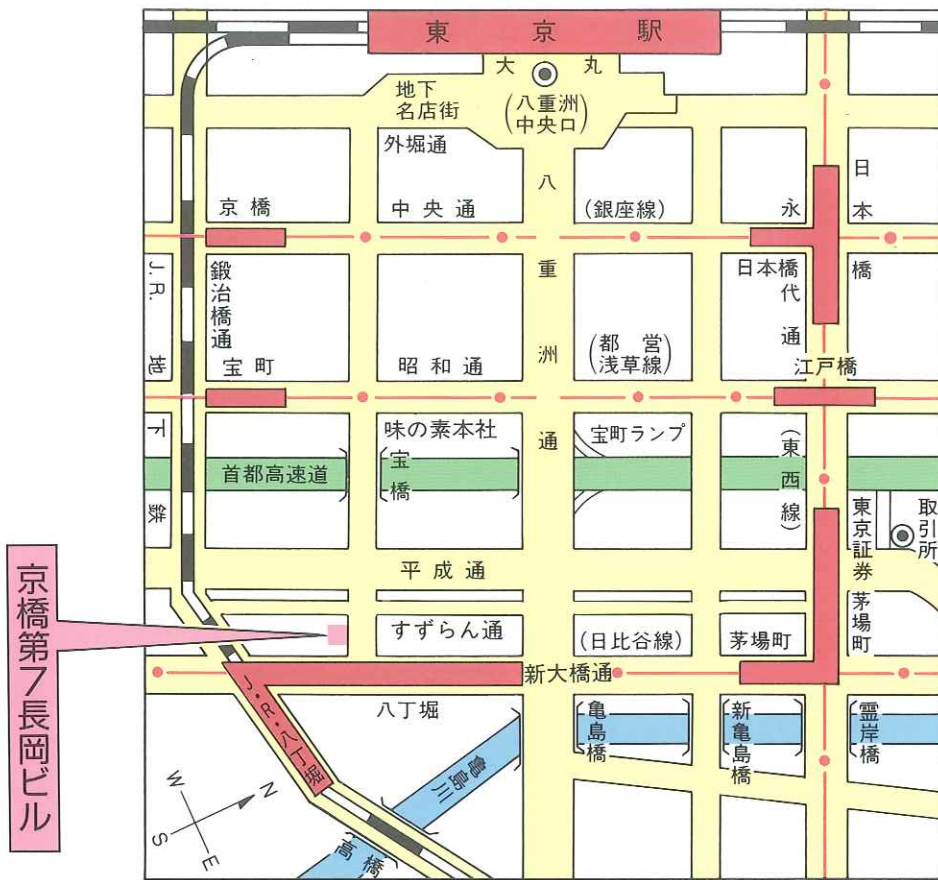 東京駅
大丸
地下
名店街
(八重洲
中央口)
外堀通
八重洲通
日本橋
京橋
中央通
(銀座線)
永代通
日本橋
J.R.地下鉄
鍛治橋通
宝町
昭和通
(都営
浅草線)
江戸橋
味の素本社
宝町ランプ
(東西線)
首都高速道
宝橋
東京証券
取引所
平成通
茅場町
京橋第7長岡ビル
すずらん通
(日比谷線)
茅場町
新大橋通
J・R・八丁堀
八丁堀
亀島橋
新亀島橋
霊岸橋
亀島川
高橋
W
N
S
E